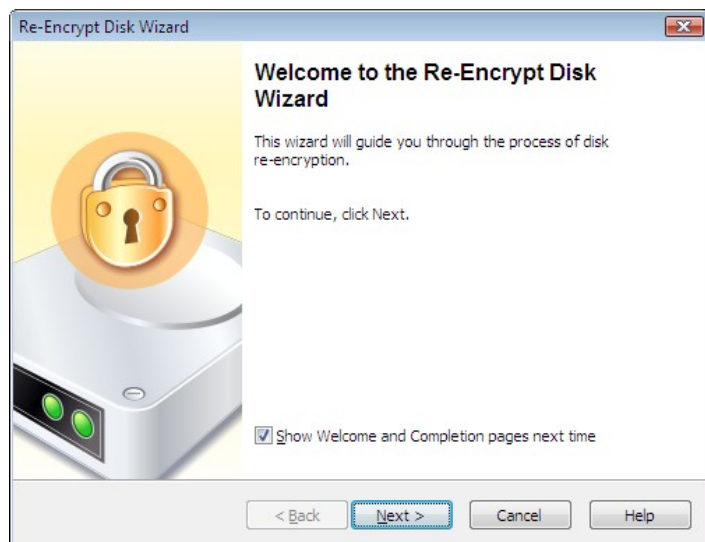 Re-Encrypt Disk Wizard
Welcome to the Re-Encrypt Disk
Wizard
This wizard will guide you through the process of disk
re-encryption.
To continue, click Next.
Show Welcome and Completion pages next time
< Back
Next >
Cancel
Help